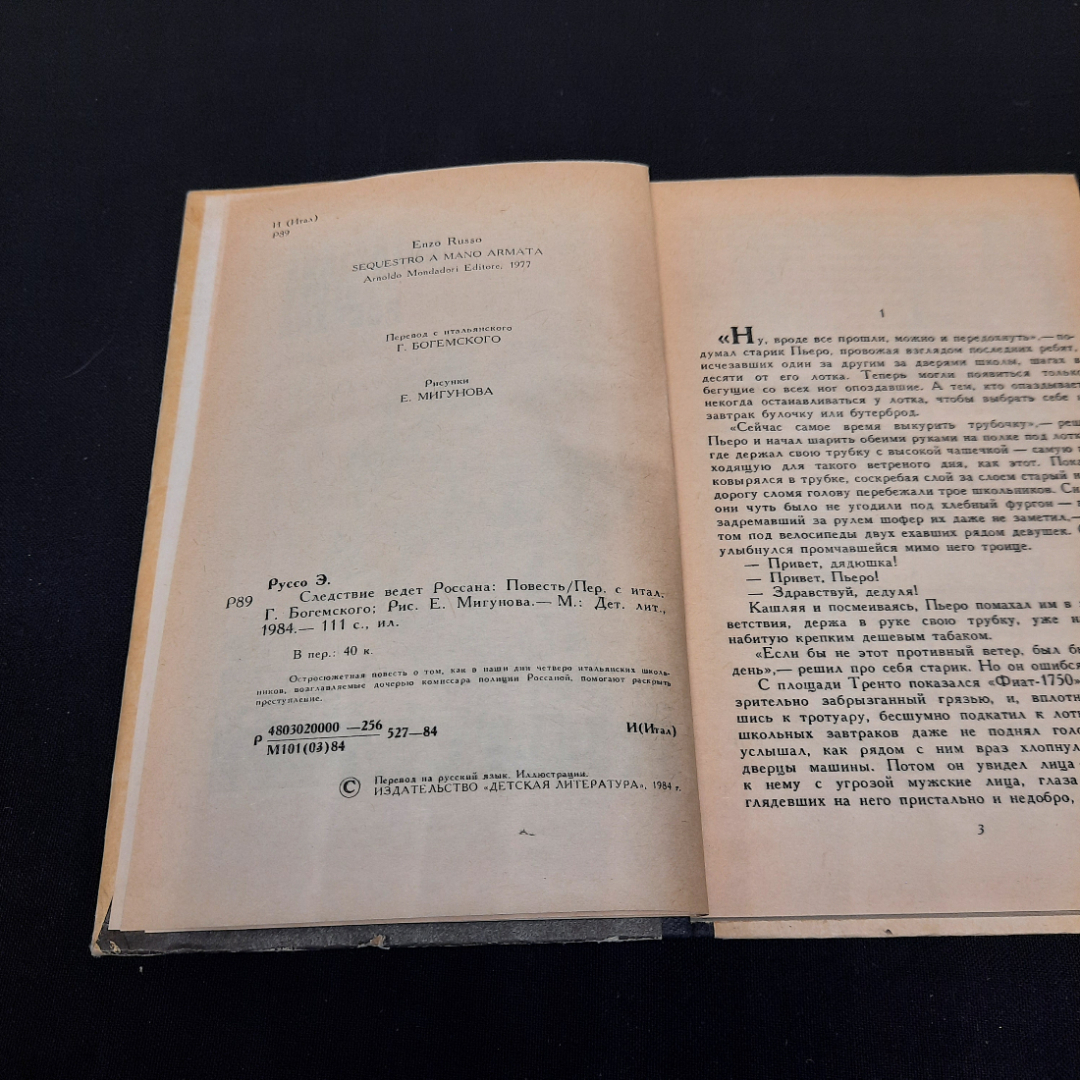 И (Итал)
Р89
Enzo Russo
SEQUESTRO A MANO ARMATA
Arnoldo Mondadori Editore, 1977
Перевод с итальянского
Г. БОГЕМСКОГО
Рисунки
Е. МИГУНОВА
Руссо Э.
Р89 Следствие ведет Россана: Повесть/Пер. с итал.
Г. Богемского; Рис. Е. Мигунова.— М.: Дет. лит.,
1984.— 111 с., ил.
В пер.: 40 к.
Остросюжетная повесть о том, как в наши дни четверо итальянских школь-
ников, возглавляемые дочерью комиссара полиции Россаной, помогают раскрыть
преступление.
Р 4803020000—256
М101(03)84 527—84 И(Итал)
© Перевод на русский язык. Иллюстрации.
ИЗДАТЕЛЬСТВО «ДЕТСКАЯ ЛИТЕРАТУРА», 1984 г.
1
«Ну, вроде все прошли, можно и передохнуть»,— по-
думал старик Пьеро, провожая взглядом последних ребят,
исчезавших один за другим за дверями школы, шагах в
десяти от его лотка. Теперь могли появиться только
бегущие со всех ног опоздавшие. А тем, кто опаздывает
некогда останавливаться у лотка, чтобы выбрать себе
завтрак булочку или бутерброд.
«Сейчас самое время выкурить трубочку»,— реш
Пьеро и начал шарить обеими руками на полке под лотк
где держал свою трубку с высокой чашечкой — самую
ходящую для такого ветреного дня, как этот. Пока
ковырялся в трубке, соскребая слой за слоем старый
дорогу сломя голову перебежали трое школьников. Сн
они чуть было не угодили под хлебный фургон —
задремавший за рулем шофер их даже не заметил,—
том под велосипеды двух ехавших рядом девушек.
улыбнулся промчавшейся мимо него троице.
— Привет, дядюшка!
— Привет, Пьеро!
— Здравствуй, дедуля!
Кашляя и посмеиваясь, Пьеро помахал им в
ветствия, держа в руке свою трубку, уже
набитую крепким дешевым табаком.
«Если бы не этот противный ветер, был бы
день»,— решил про себя старик. Но он ошибся
С площади Тренто показался «Фиат-1750»
зрительно забрызганный грязью, и, вплотн
шись к тротуару, бесшумно подкатил к лотк
школьных завтраков даже не поднял голо
услышал, как рядом с ним враз хлопнул
дверцы машины. Потом он увидел лица
к нему с угрозой мужские лица, глаза
глядевших на него пристально и недобро,
3